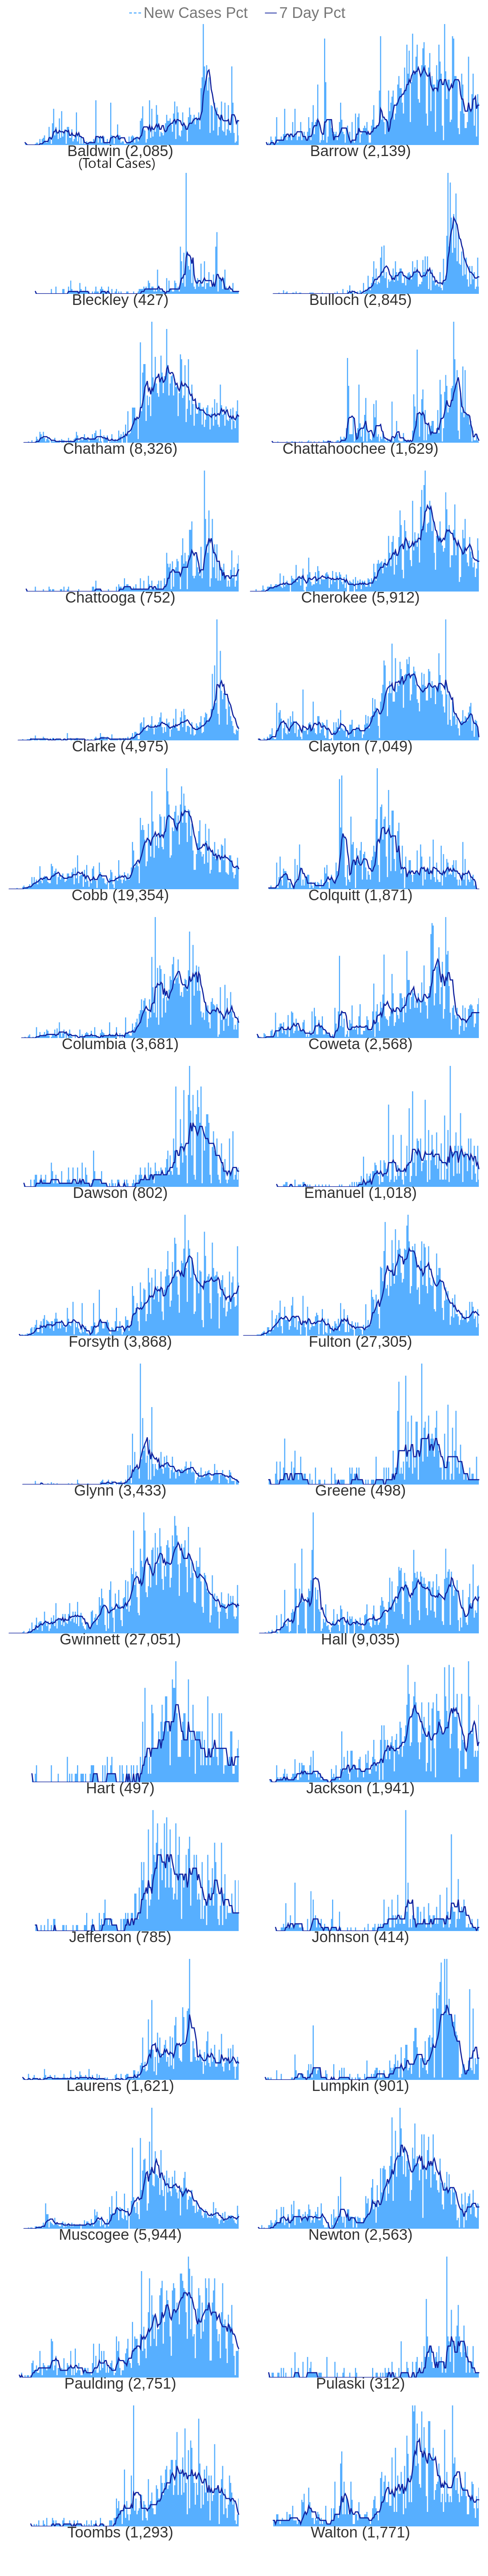 New Cases Pct 7 Day Pct
Baldwin (2,085) Barrow (2,139)
(Total Cases)
Bleckley (427) Bulloch (2,845)
Chatham (8,326) Chattahoochee (1,629)
Chattooga (752) Cherokee (5,912)
Clarke (4,975) Clayton (7,049)
Cobb (19,354) Colquitt (1,871)
Columbia (3,681) Coweta (2,568)
Dawson (802) Emanuel (1,018)
Forsyth (3,868) Fulton (27,305)
Glynn (3,433) Greene (498)
Gwinnett (27,051) Hall (9,035)
Hart (497) Jackson (1,941)
Jefferson (785) Johnson (414)
Laurens (1,621) Lumpkin (901)
Muscogee (5,944) Newton (2,563)
Paulding (2,751) Pulaski (312)
Toombs (1,293) Walton (1,771)